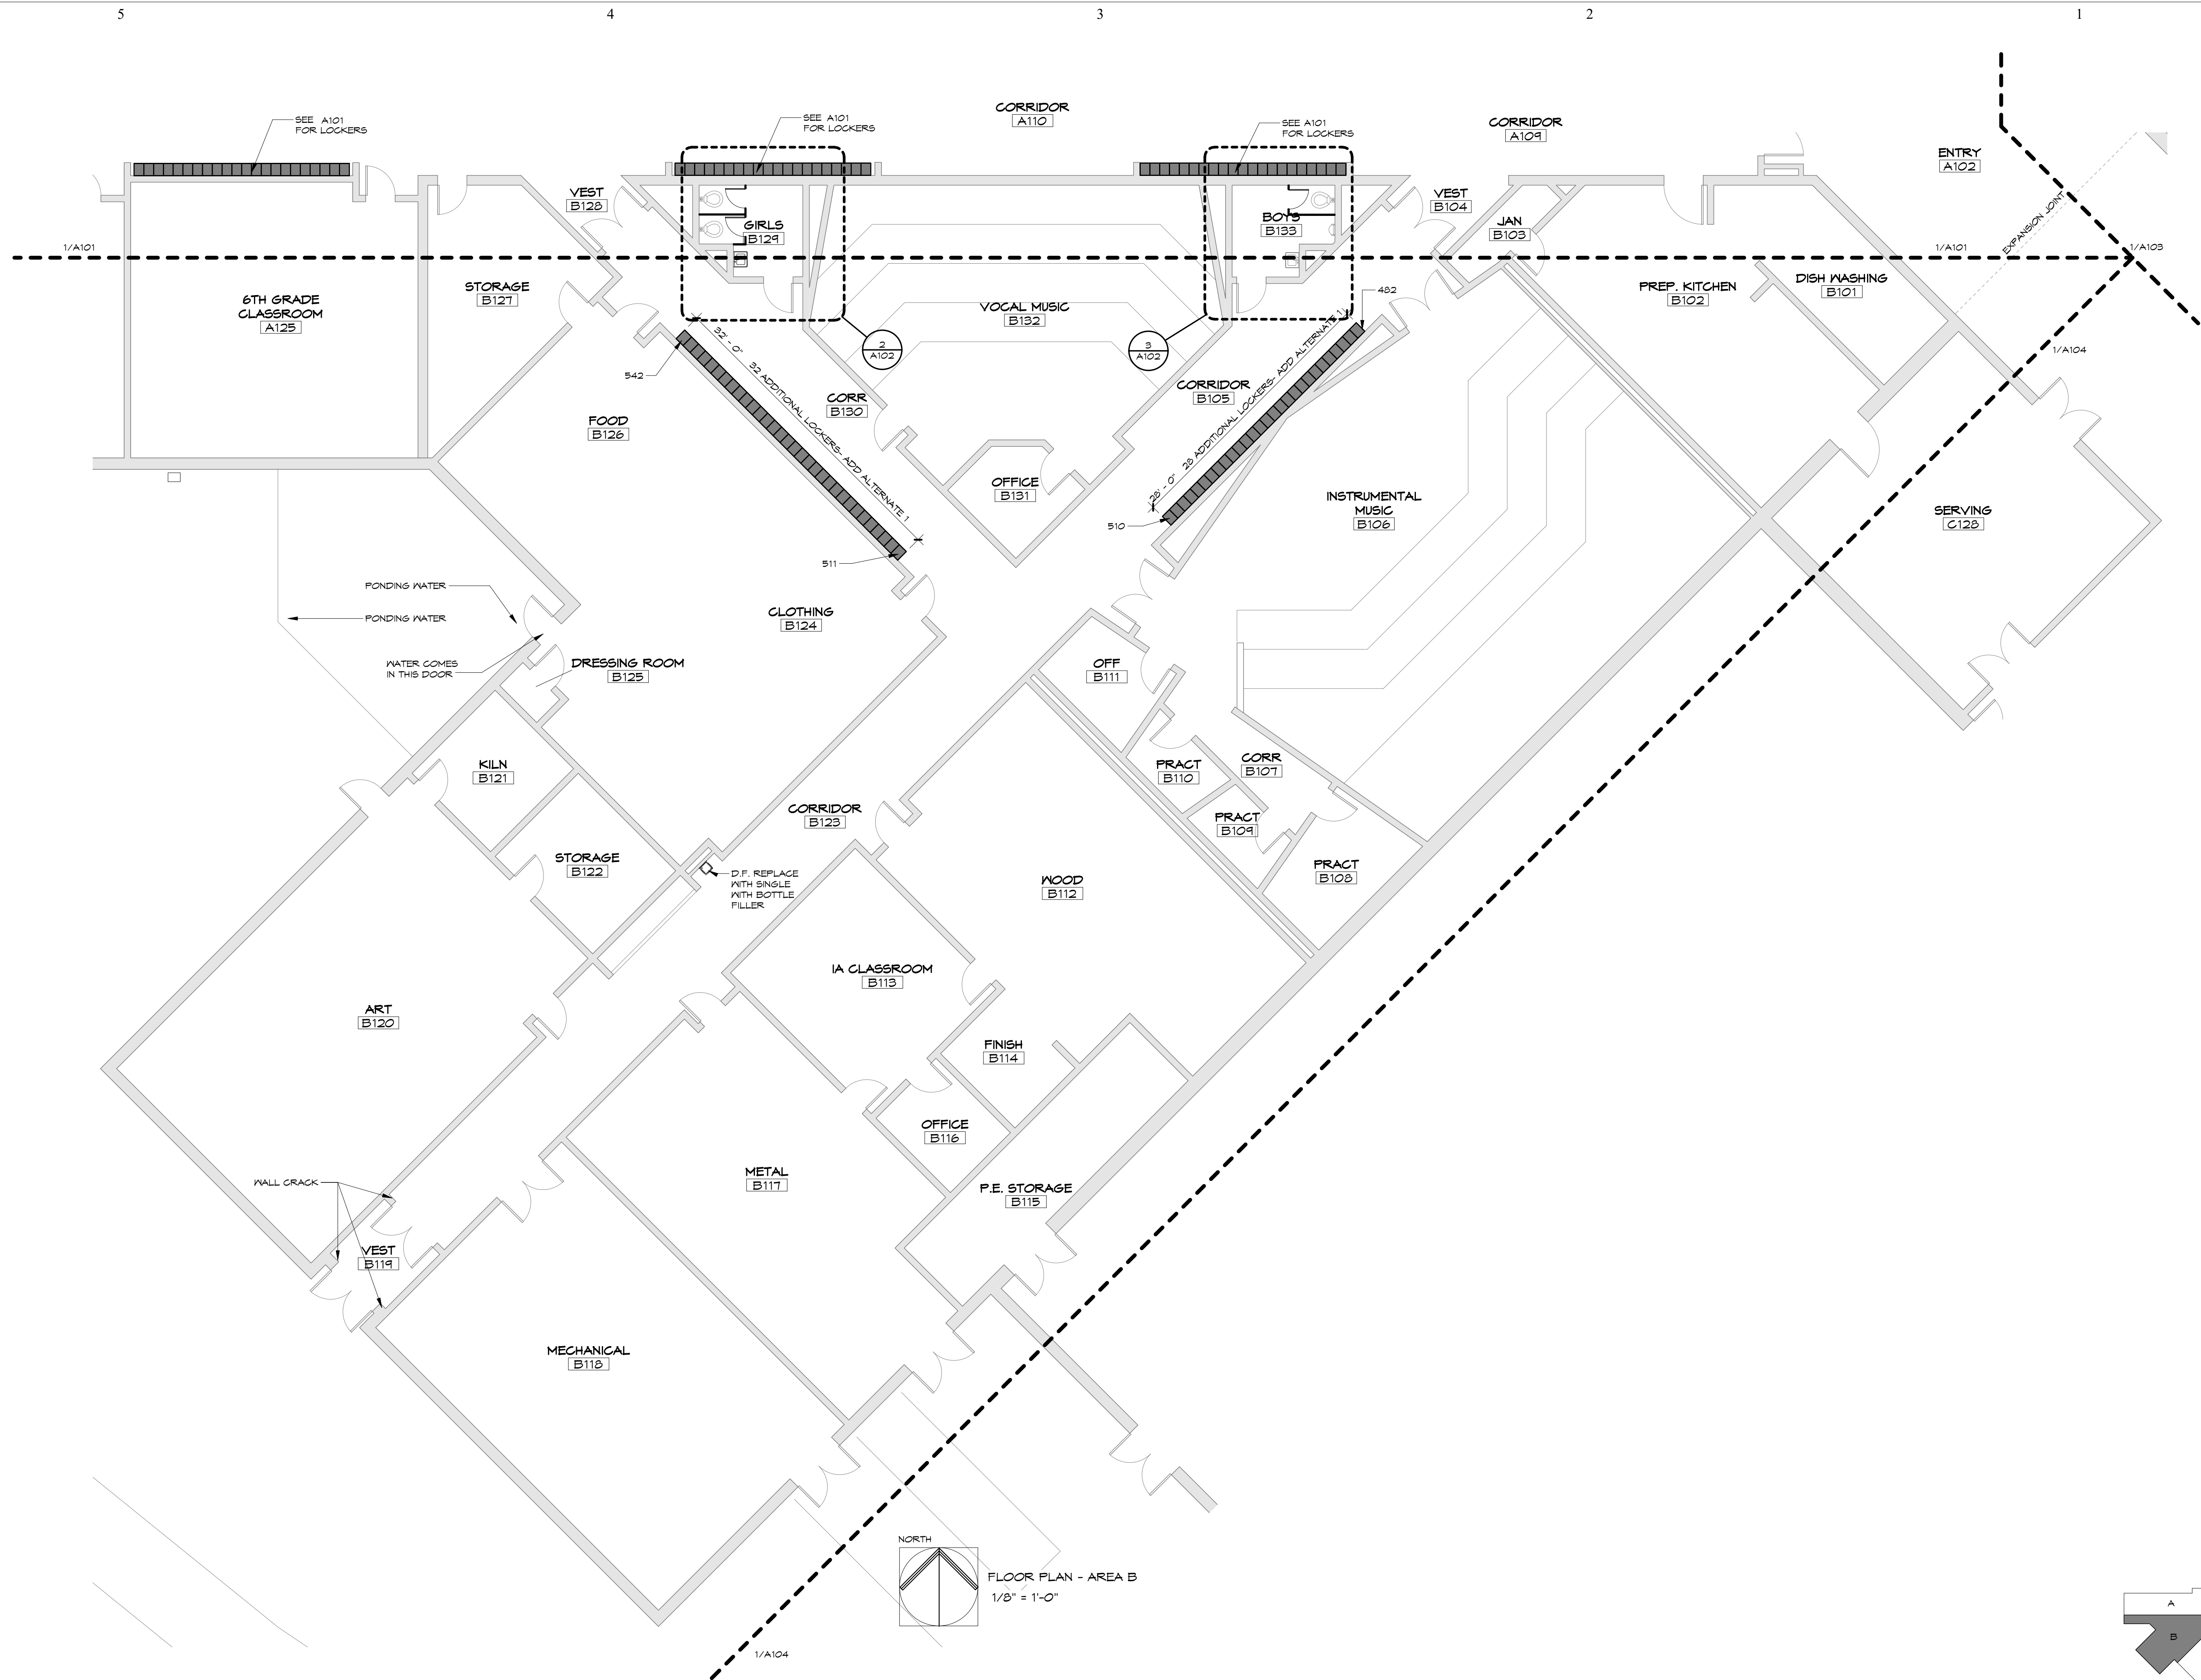 5
4
3
2
1
SEE A101
FOR LOCKERS
SEE A101
FOR LOCKERS
CORRIDOR
A110
SEE A101
FOR LOCKERS
CORRIDOR
A109
ENTRY
A102
VEST
B128
GIRLS
B129
BOYS
B133
VEST
B104
JAN
B103
EXPANSION JOINT
1/A101
1/A101
1/A103
6TH GRADE
CLASSROOM
A125
STORAGE
B127
VOCAL MUSIC
B132
PREP. KITCHEN
B102
DISH WASHING
B101
482
2
A102
3
A102
1/A104
542
32' - 0"
32 ADDITIONAL LOCKERS- ADD ALTERNATE 1
CORR
B130
CORRIDOR
B105
28' - 0"
28 ADDITIONAL LOCKERS- ADD ALTERNATE 1
FOOD
B126
OFFICE
B131
INSTRUMENTAL
MUSIC
B106
SERVING
C128
510
511
PONDING WATER
PONDING WATER
CLOTHING
B124
WATER COMES
IN THIS DOOR
DRESSING ROOM
B125
OFF
B111
KILN
B121
PRACT
B110
CORR
B107
CORRIDOR
B123
PRACT
B109
STORAGE
B122
D.F. REPLACE
WITH SINGLE
WITH BOTTLE
FILLER
PRACT
B108
WOOD
B112
IA CLASSROOM
B113
ART
B120
FINISH
B114
OFFICE
B116
WALL CRACK
METAL
B117
P.E. STORAGE
B115
VEST
B119
MECHANICAL
B118
NORTH
FLOOR PLAN - AREA B
1/8" = 1'-0"
A
B
1/A104